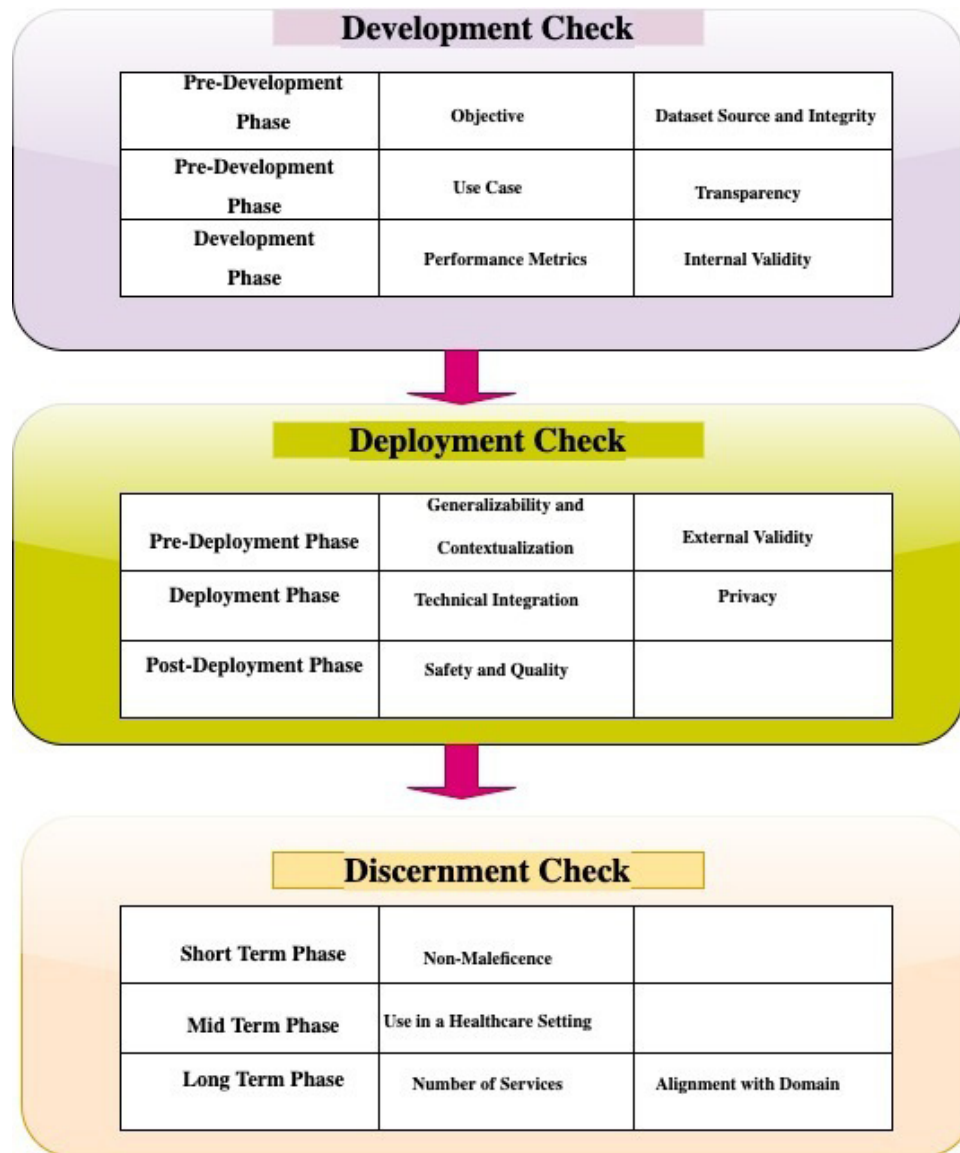 Development Check
Pre-Development
Phase
Objective
Dataset Source and Integrity
Pre-Development
Phase
Use Case
Transparency
Development
Phase
Performance Metrics
Internal Validity
Deployment Check
Pre-Deployment Phase
Generalizability and
Contextualization
External Validity
Deployment Phase
Technical Integration
Privacy
Post-Deployment Phase
Safety and Quality
Discernment Check
Short Term Phase
Non-Maleficence
Mid Term Phase
Use in a Healthcare Setting
Long Term Phase
Number of Services
Alignment with Domain